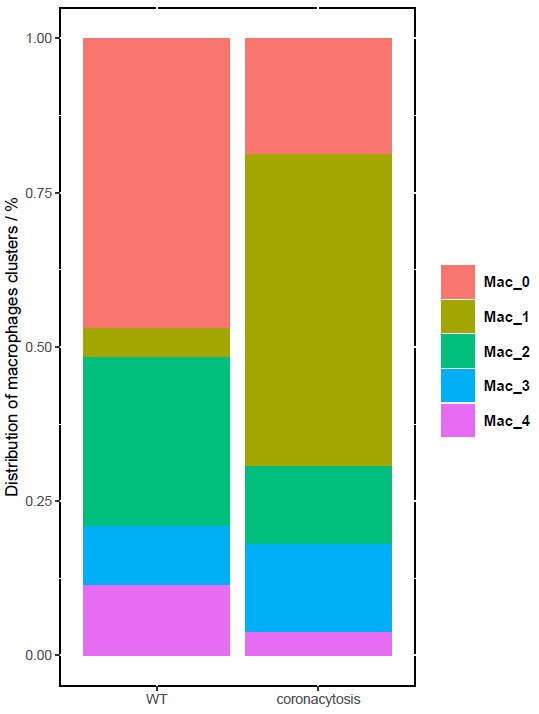 Distribution of macrophages clusters / %
1.00
0.75
0.50
0.25
0.00
WT
coronacytosis
Mac_0
Mac_1
Mac_2
Mac_3
Mac_4